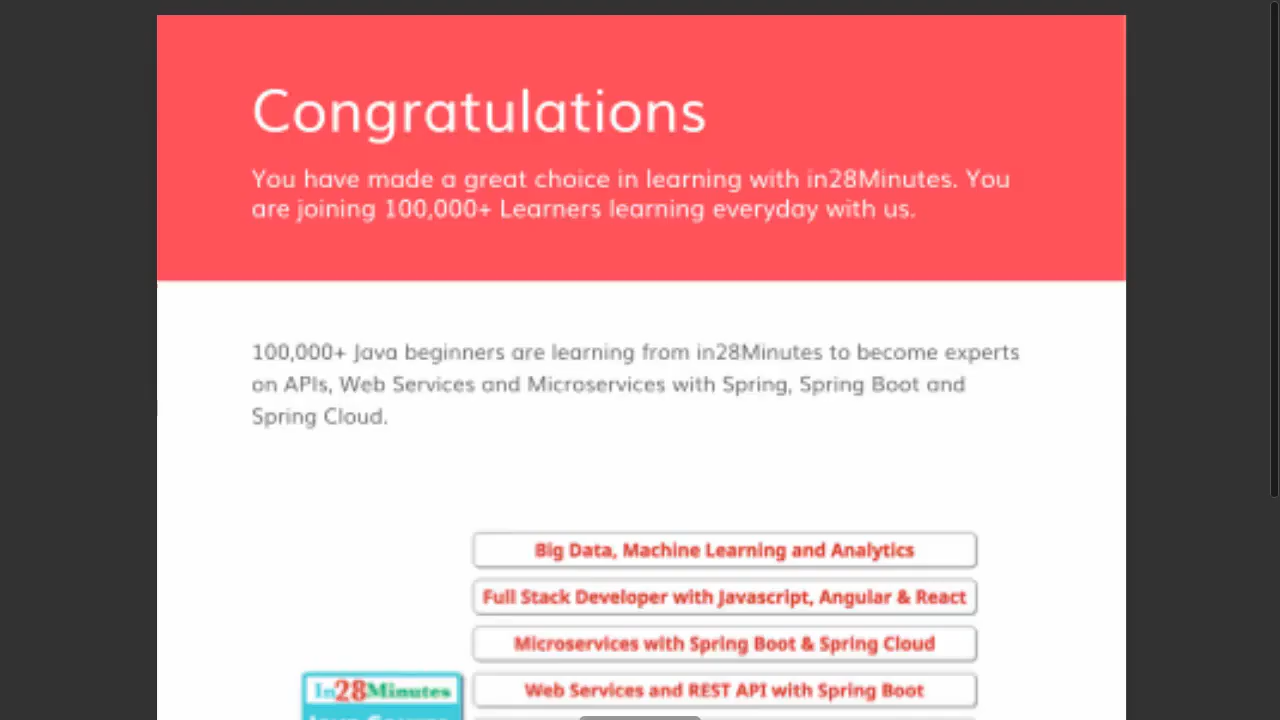 Congratulations
You have made a great choice in learning with in28Minutes. You
are joining 100,000+ Learners learning everyday with us.
100,000+ Java beginners are learning from in28Minutes to become experts
on APIs, Web Services and Microservices with Spring, Spring Boot and
Spring Cloud.
Big Data, Machine Learning and Analytics
Full Stack Developer with Javascript, Angular & React
Microservices with Spring Boot & Spring Cloud
In28Minutes
Web Services and REST API with Spring Boot